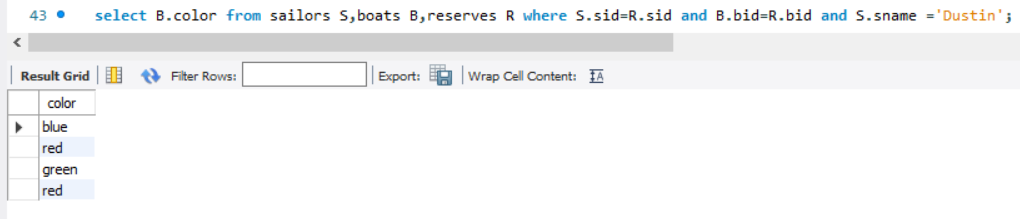 43 select B.color from sailors S,boats B,reserves R where S.sid=R.sid and B.bid=R.bid and S.sname ='Dustin';
Result Grid Filter Rows: Export: Wrap Cell Content: IA
color
blue
red
green
red